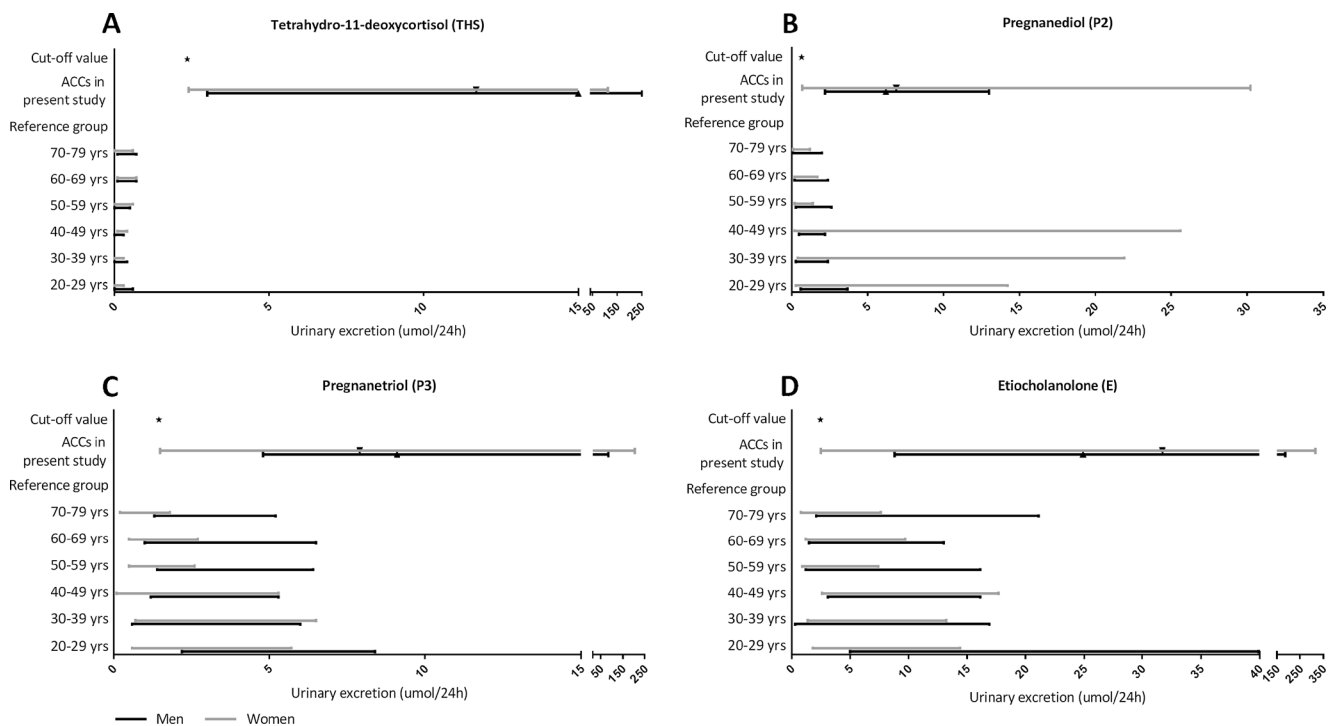 A
Tetrahydro-11-deoxycortisol (THS)
Cut-off value
ACCs in
present study
Reference group
70-79 yrs
60-69 yrs
50-59 yrs
40-49 yrs
30-39 yrs
20-29 yrs
0 5 10 15 50 150 250
Urinary excretion (umol/24h)
B
Pregnanediol (P2)
Cut-off value
ACCs in
present study
Reference group
70-79 yrs
60-69 yrs
50-59 yrs
40-49 yrs
30-39 yrs
20-29 yrs
0 5 10 15 20 25 30 35
Urinary excretion (umol/24h)
C
Pregnanetriol (P3)
Cut-off value
ACCs in
present study
Reference group
70-79 yrs
60-69 yrs
50-59 yrs
40-49 yrs
30-39 yrs
20-29 yrs
0 5 10 15 50 150 250
Urinary excretion (umol/24h)
D
Etiocholanolone (E)
Cut-off value
ACCs in
present study
Reference group
70-79 yrs
60-69 yrs
50-59 yrs
40-49 yrs
30-39 yrs
20-29 yrs
0 5 10 15 20 25 30 35 40 150 250 350
Urinary excretion (umol/24h)
Men Women